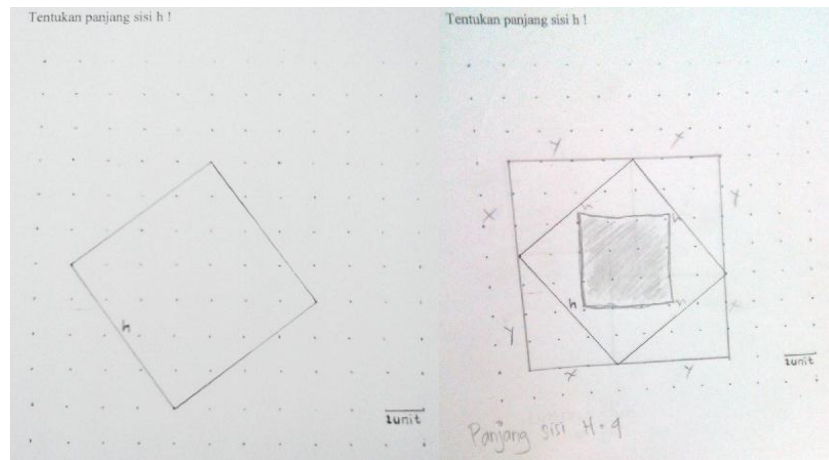 Tentukan panjang sisi h !
h
1unit
Tentukan panjang sisi h !
y
x
x
y
h
h
h
h
x
y
x
y
1unit
Panjang sisi H = 9